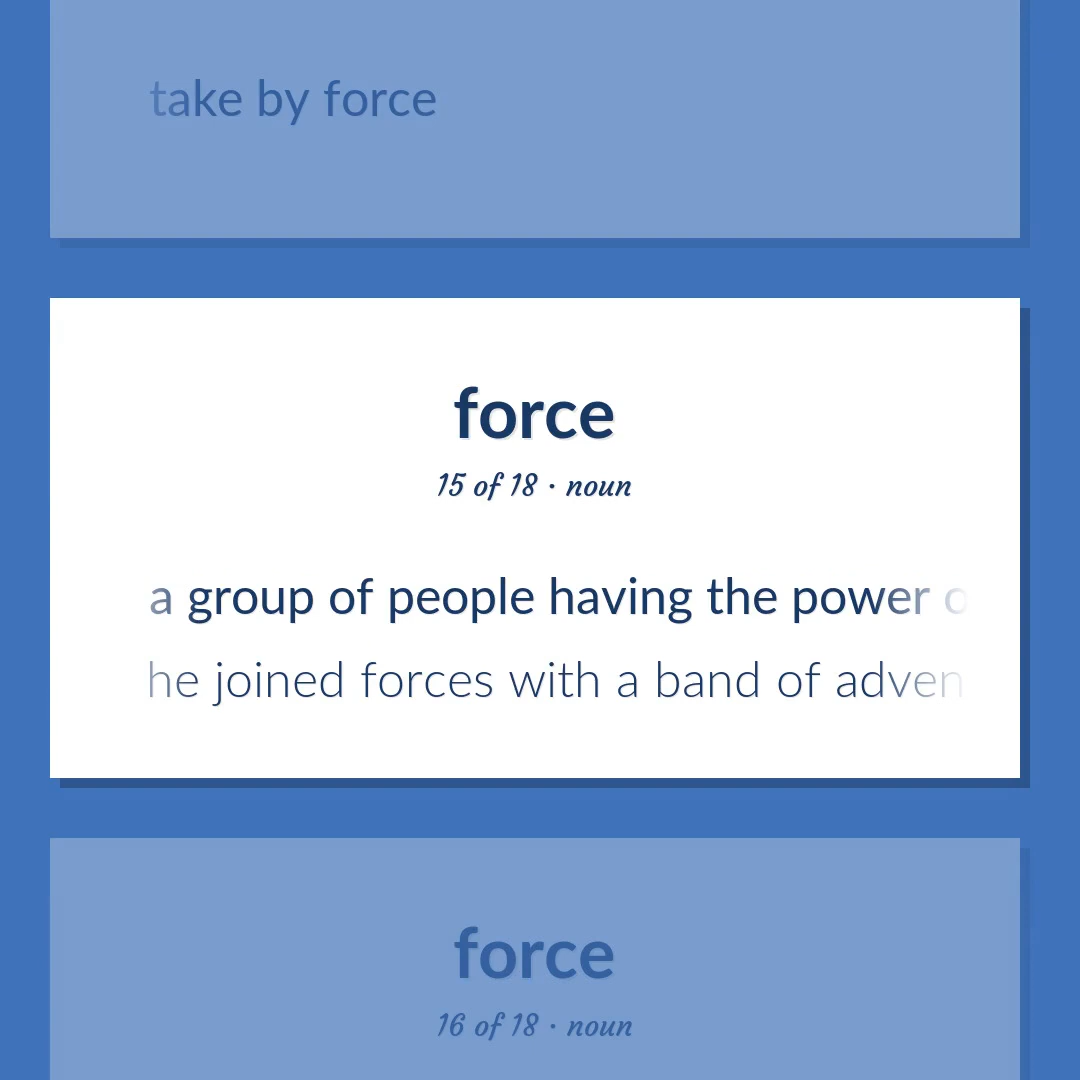 take by force
force
15 of 18 · noun
a group of people having the power
he joined forces with a band of
force
16 of 18 · noun